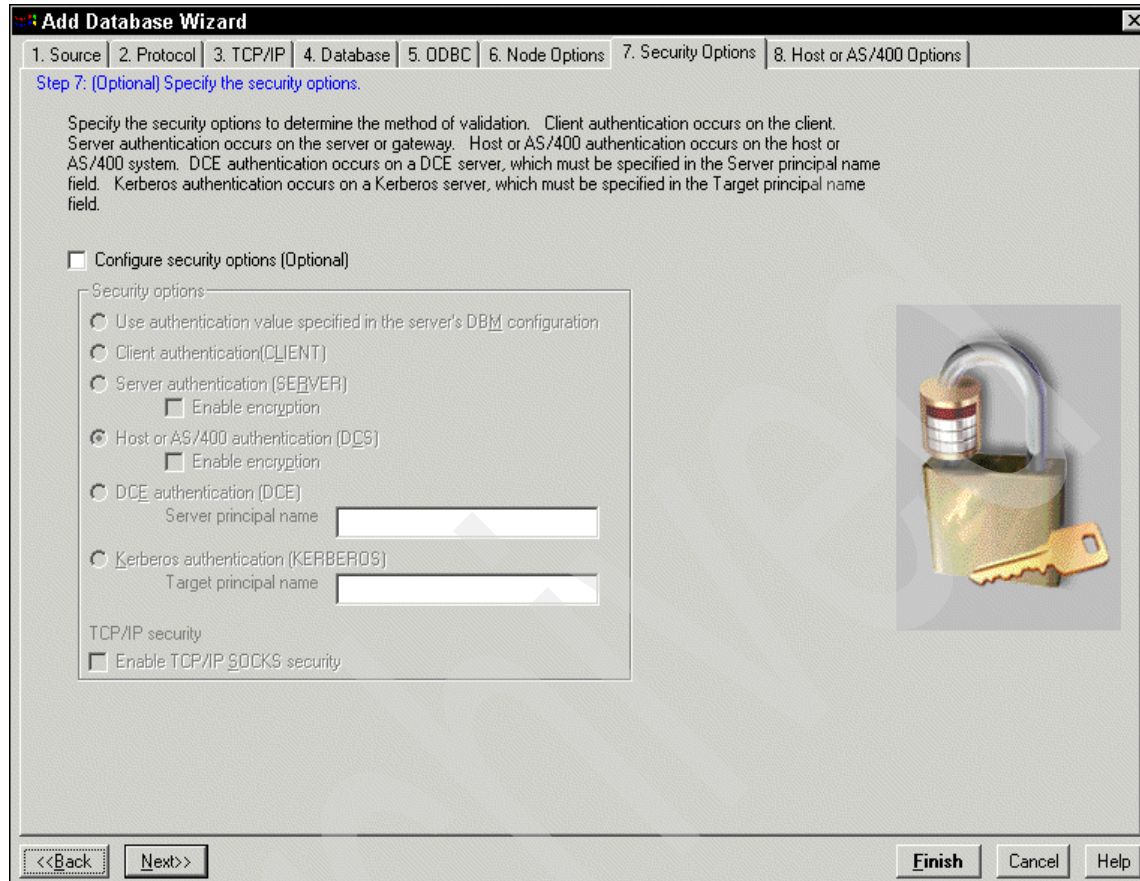 Add Database Wizard
1. Source 2. Protocol 3. TCP/IP 4. Database 5. ODBC 6. Node Options 7. Security Options 8. Host or AS/400 Options
Step 7: (Optional) Specify the security options.
Specify the security options to determine the method of validation. Client authentication occurs on the client.
Server authentication occurs on the server or gateway. Host or AS/400 authentication occurs on the host or
AS/400 system. DCE authentication occurs on a DCE server, which must be specified in the Server principal name
field. Kerberos authentication occurs on a Kerberos server, which must be specified in the Target principal name
field.
Configure security options (Optional)
Security options
Use authentication value specified in the server's DBM configuration
Client authentication(CLIENT)
Server authentication (SERVER)
Enable encryption
Host or AS/400 authentication (DCS)
Enable encryption
DCE authentication (DCE)
Server principal name
Kerberos authentication (KERBEROS)
Target principal name
TCP/IP security
Enable TCP/IP SOCKS security
<<Back Next>> Finish Cancel Help